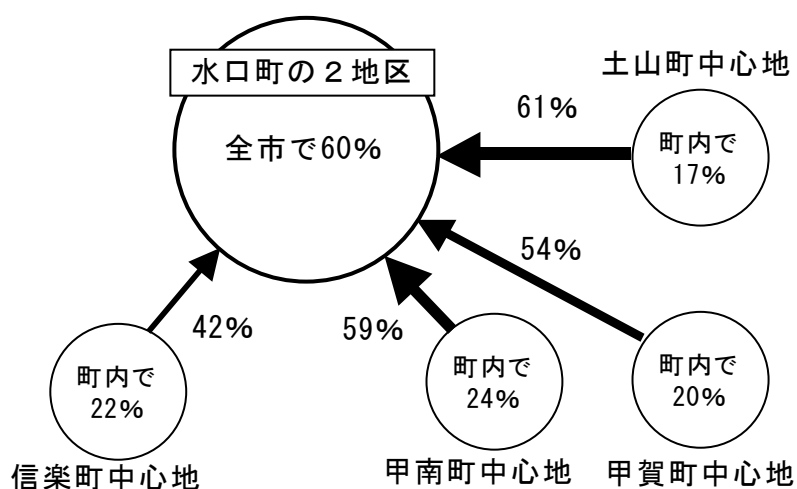 水口町の２地区
全市で60%
土山町中心地
61%
町内で
17%
54%
42%
59%
町内で
22%
町内で
24%
町内で
20%
信楽町中心地
甲南町中心地
甲賀町中心地